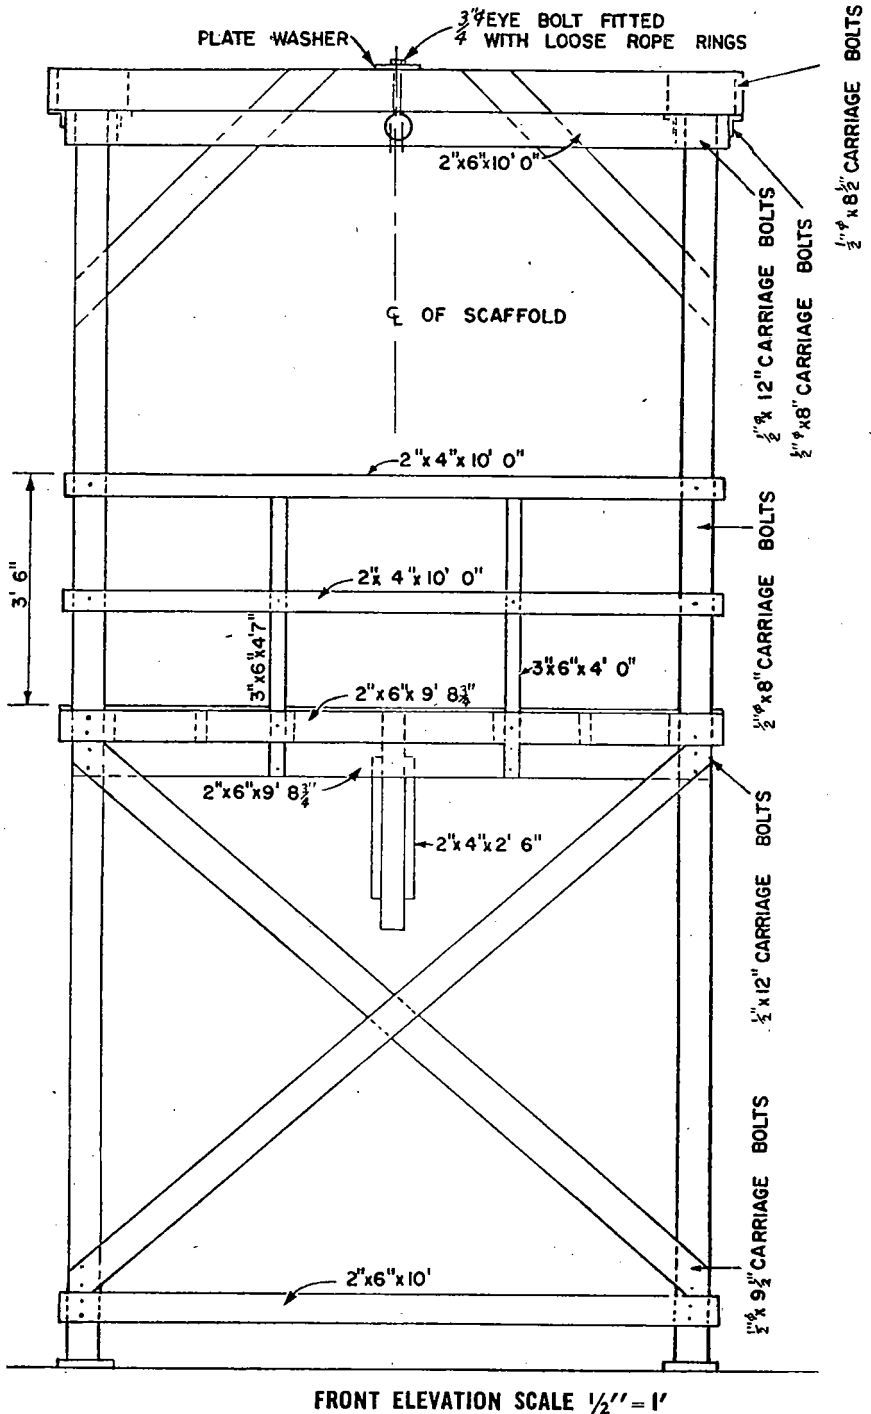 3/4"φ EYE BOLT FITTED
WITH LOOSE ROPE RINGS
PLATE WASHER
1/2"φ x 8 1/2" CARRIAGE BOLTS
2"x6"x10' 0"
1/2"φ x 12" CARRIAGE BOLTS
1/2"φ x8" CARRIAGE BOLTS
℄ OF SCAFFOLD
2"x 4"x 10' 0"
3' 6"
1/2"φ x 8" CARRIAGE BOLTS
2"x 4"x10' 0"
3"x6"x4'7"
3"x6"x4' 0"
2"x6"x 9' 8 3/4"
2"x6"x9' 8 3/4"
2"x4"x2' 6"
1/2"x12" CARRIAGE BOLTS
2"x6"x10'
1/2"φ x 9 1/2" CARRIAGE BOLTS
FRONT ELEVATION SCALE 1/2" = 1'